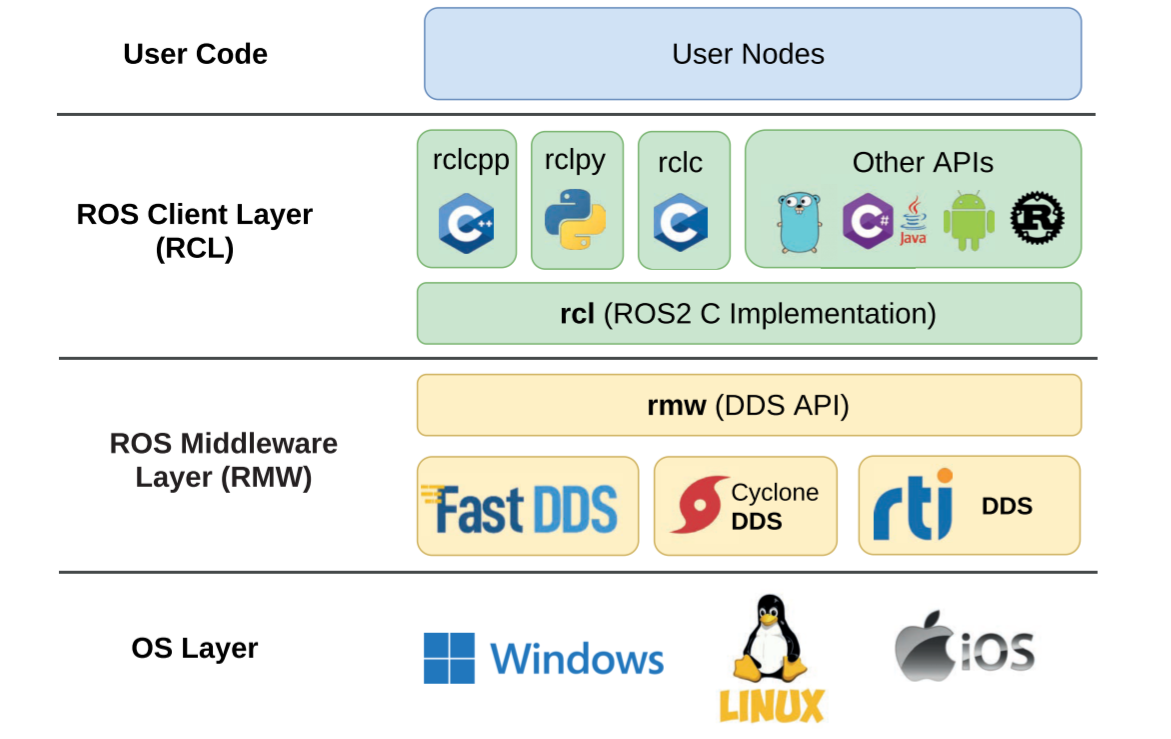 User Code
User Nodes
ROS Client Layer
(RCL)
rclcpp
rclpy
rclc
Other APIs
C++
C
C#
Java
R
rcl (ROS2 C Implementation)
ROS Middleware
Layer (RMW)
rmw (DDS API)
Fast DDS
Cyclone
DDS
rti
DDS
OS Layer
Windows
LINUX
iOS